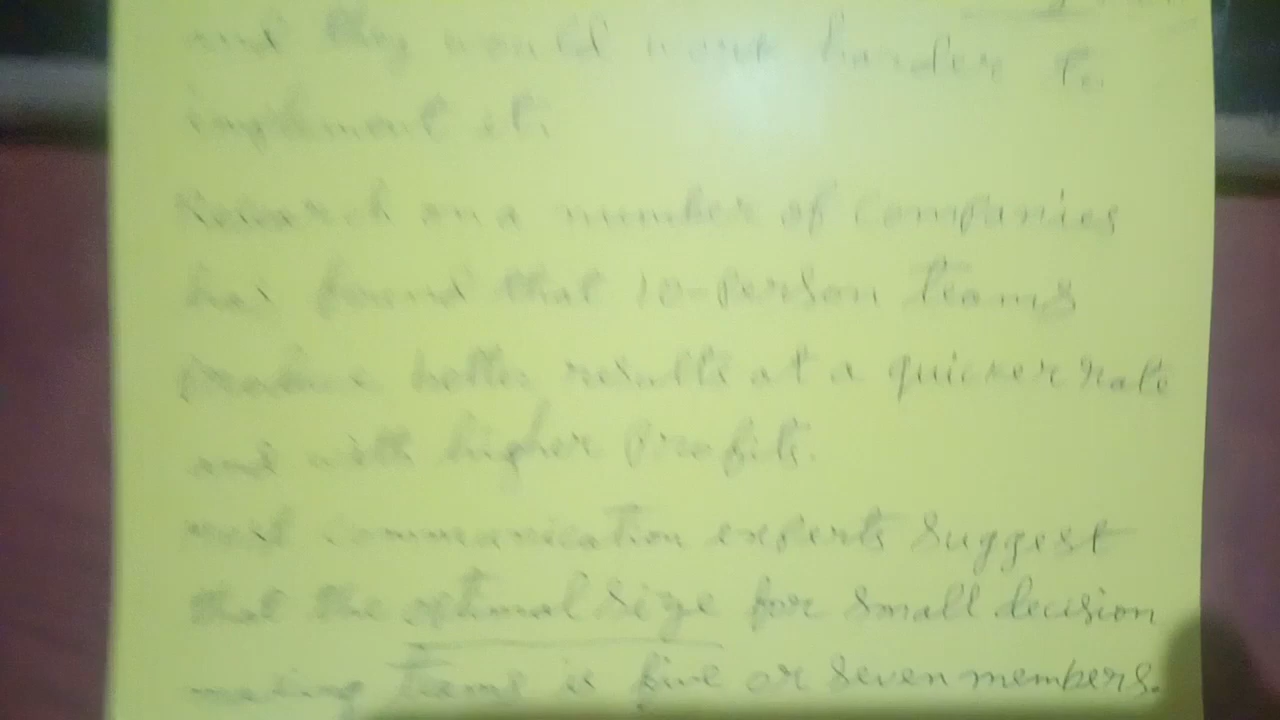 and they would work harder to
implement it.
Research on a number of companies
has found that 10-Person teams
produce better results at a quicker rate
and with higher Profits.
most communication experts suggest
that the optimal size for small decision
making teams is five or seven members.